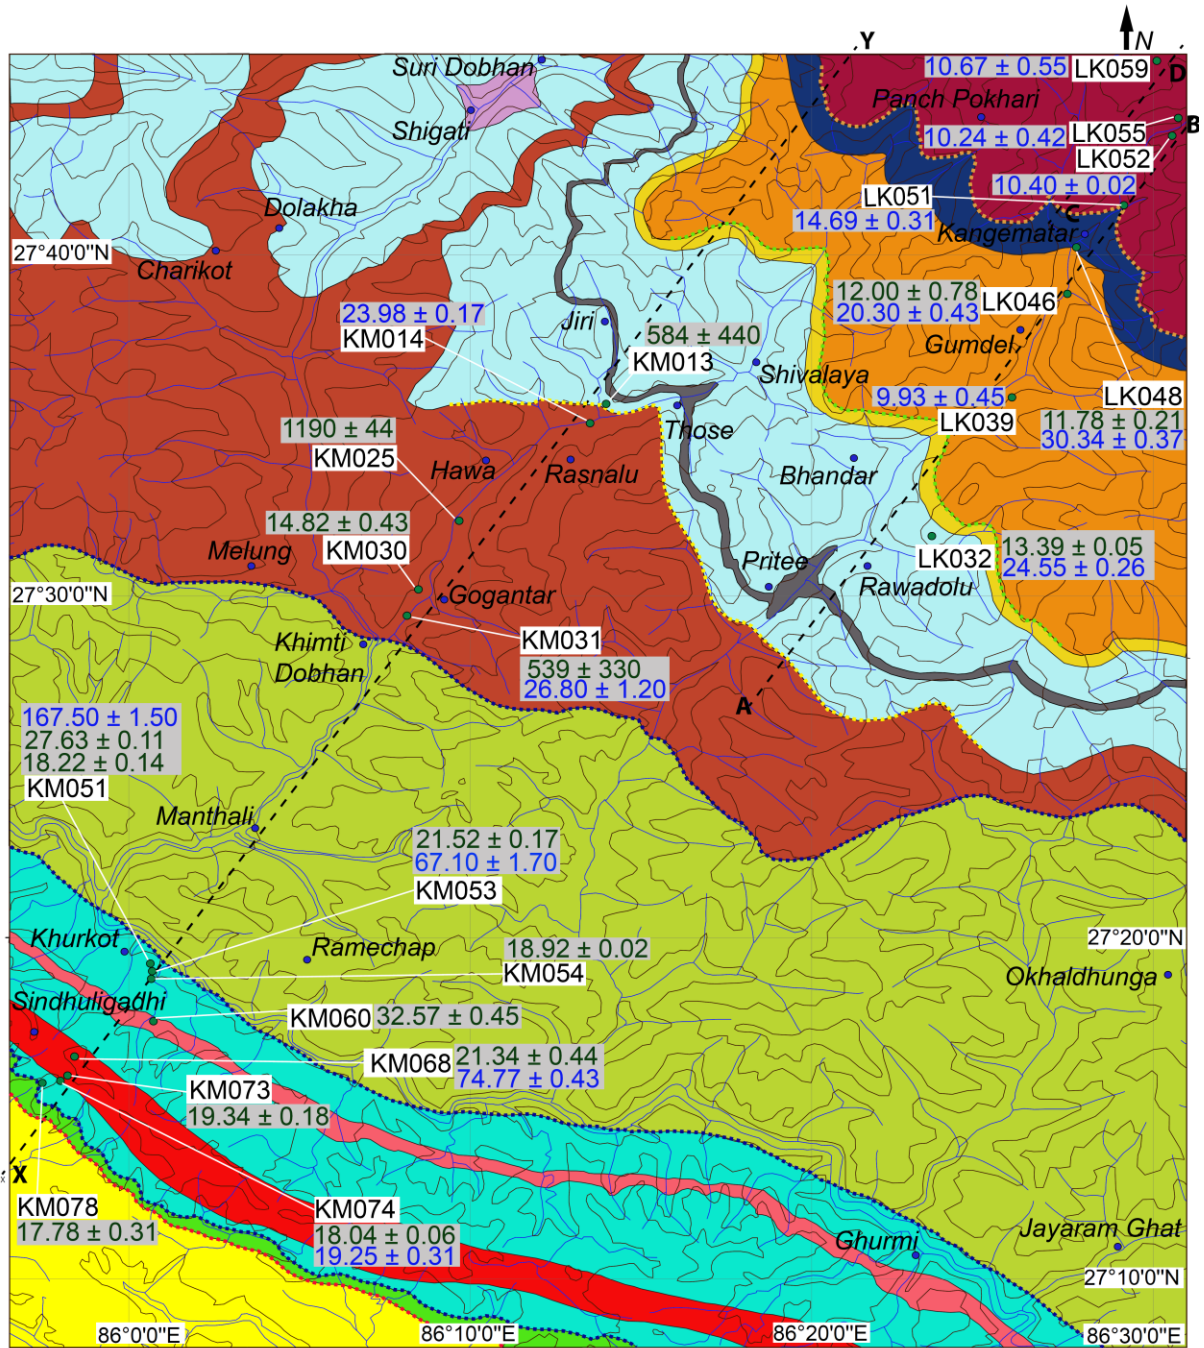 Y
N
Suri Dobhan
10.67 ± 0.55
LK059
D
Panch Pokhari
B
Shigati
10.24 ± 0.42
LK055
LK052
10.40 ± 0.02
LK051
C
Dolakha
14.69 ± 0.31
Kangematar
27°40'0"N
Charikot
12.00 ± 0.78
20.30 ± 0.43
LK046
23.98 ± 0.17
KM014
Jiri
584 ± 440
KM013
Gumdel
Shivalaya
9.93 ± 0.45
LK039
LK048
11.78 ± 0.21
30.34 ± 0.37
1190 ± 44
KM025
Those
Hawa
Rasnalu
Bhandar
14.82 ± 0.43
KM030
Melung
LK032
13.39 ± 0.05
24.55 ± 0.26
Pritee
Rawadolu
27°30'0"N
Gogantar
Khimti
Dobhan
KM031
539 ± 330
26.80 ± 1.20
A
167.50 ± 1.50
27.63 ± 0.11
18.22 ± 0.14
KM051
Manthali
21.52 ± 0.17
67.10 ± 1.70
KM053
Khurkot
Ramechap
18.92 ± 0.02
KM054
27°20'0"N
Okhaldhunga
Sindhuligadhi
KM060
32.57 ± 0.45
KM068
21.34 ± 0.44
74.77 ± 0.43
KM073
19.34 ± 0.18
X
KM078
17.78 ± 0.31
KM074
18.04 ± 0.06
19.25 ± 0.31
Ghurmi
Jayaram Ghat
27°10'0"N
86°0'0"E
86°10'0"E
86°20'0"E
86°30'0"E